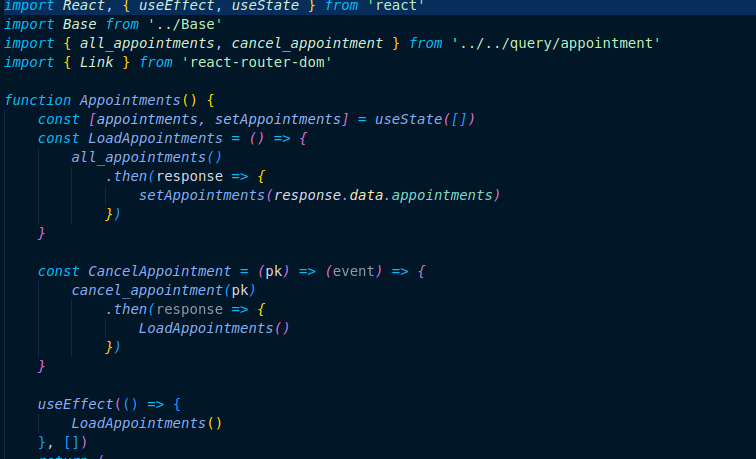 import React, { useEffect, useState } from 'react'
import Base from '../Base'
import { all_appointments, cancel_appointment } from '../../query/appointment'
import { Link } from 'react-router-dom'

function Appointments() {
    const [appointments, setAppointments] = useState([])
    const LoadAppointments = () => {
        all_appointments()
            .then(response => {
                setAppointments(response.data.appointments)
            })
    }

    const CancelAppointment = (pk) => (event) => {
        cancel_appointment(pk)
            .then(response => {
                LoadAppointments()
            })
    }

    useEffect(() => {
        LoadAppointments()
    }, [])
    return (